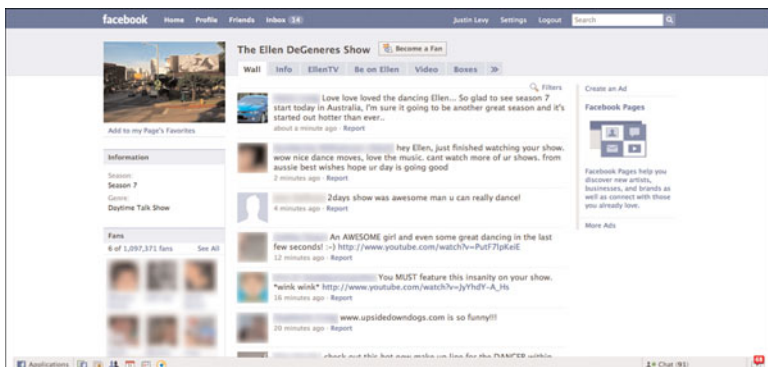 facebook Home Profile Friends Inbox 14 Justin Levy Settings Logout Search
The Ellen DeGeneres Show Become a Fan
Wall Info EllenTV Be on Ellen Video Boxes
Filters
Love love loved the dancing Ellen... So glad to see season 7
start today in Australia, I'm sure it going to be another great season and it's
started out hotter than ever..
about a minute ago · Report
hey Ellen, just finished watching your show.
wow nice dance moves, love the music. cant watch more of ur shows. from
aussie best wishes hope ur day is going good
2 minutes ago · Report
2days show was awesome man u can really dance!
4 minutes ago · Report
An AWESOME girl and even some great dancing in the last
few seconds! :-) http://www.youtube.com/watch?v=PutF7lpKeiE
12 minutes ago · Report
You MUST feature this insanity on your show.
*wink wink* http://www.youtube.com/watch?v=JyYhdY-A_Hs
16 minutes ago · Report
www.upsidedowndogs.com is so funny!!!
20 minutes ago · Report
check out this hot new make up line for the DANCER within
Add to my Page's Favorites
Information
Season:
Season 7
Genre:
Daytime Talk Show
Fans
6 of 1,097,371 fans See All
Create an Ad
Facebook Pages
Facebook Pages help you
discover new artists,
businesses, and brands as
well as connect with those
you already love.
More Ads
Applications Chat (91)